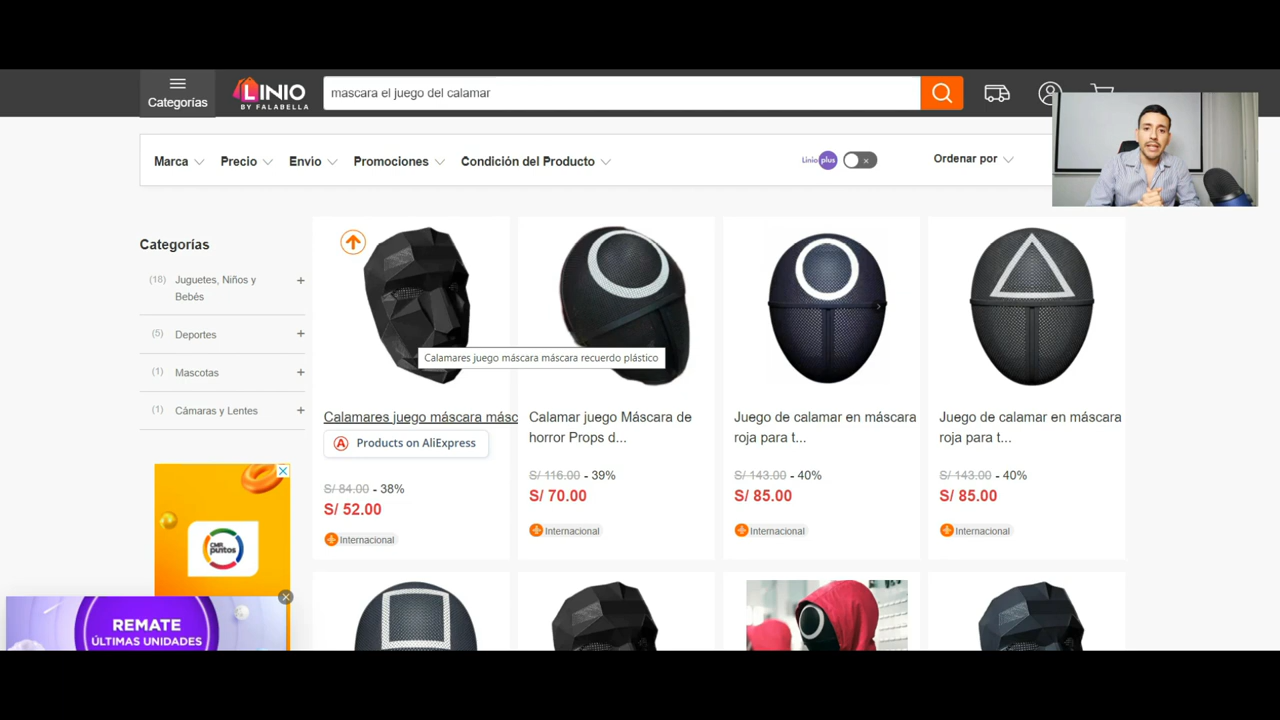 Categorías
LINIO
BY FALABELLA
mascara el juego del calamar
Marca
Precio
Envio
Promociones
Condición del Producto
Linio plus
Ordenar por
Categorías
(18) Juguetes, Niños y
Bebés
(5) Deportes
(1) Mascotas
(1) Cámaras y Lentes
CMR
puntos
REMATE
ÚLTIMAS UNIDADES
Calamares juego máscara máscara recuerdo plástico
Calamares juego máscara másc
Products on AliExpress
S/ 84.00 - 38%
S/ 52.00
Internacional
Calamar juego Máscara de
horror Props d...
S/ 116.00 - 39%
S/ 70.00
Internacional
Juego de calamar en máscara
roja para t...
S/ 143.00 - 40%
S/ 85.00
Internacional
Juego de calamar en máscara
roja para t...
S/ 143.00 - 40%
S/ 85.00
Internacional